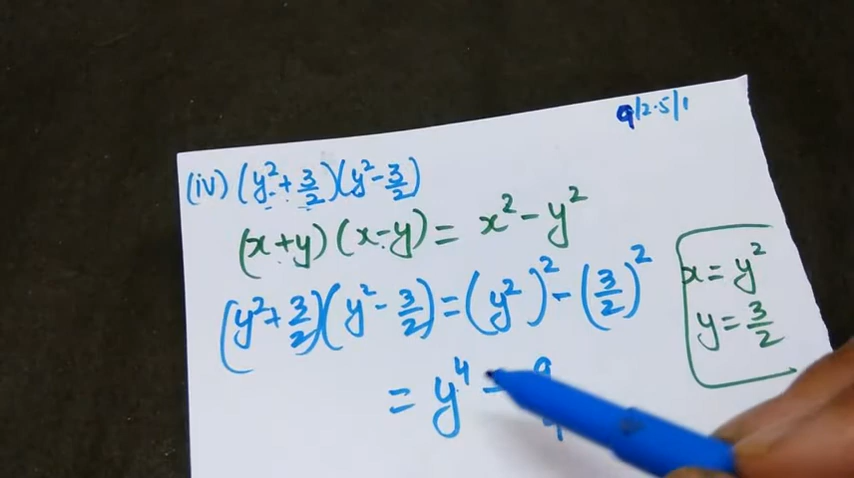 9/2.5/1
(iv) (y²+3/2)(y²-3/2)
(x+y)(x-y)= x²-y²
(y²+3/2)(y²-3/2)=(y²)²-(3/2)²
x=y²
y=3/2
= y⁴ -